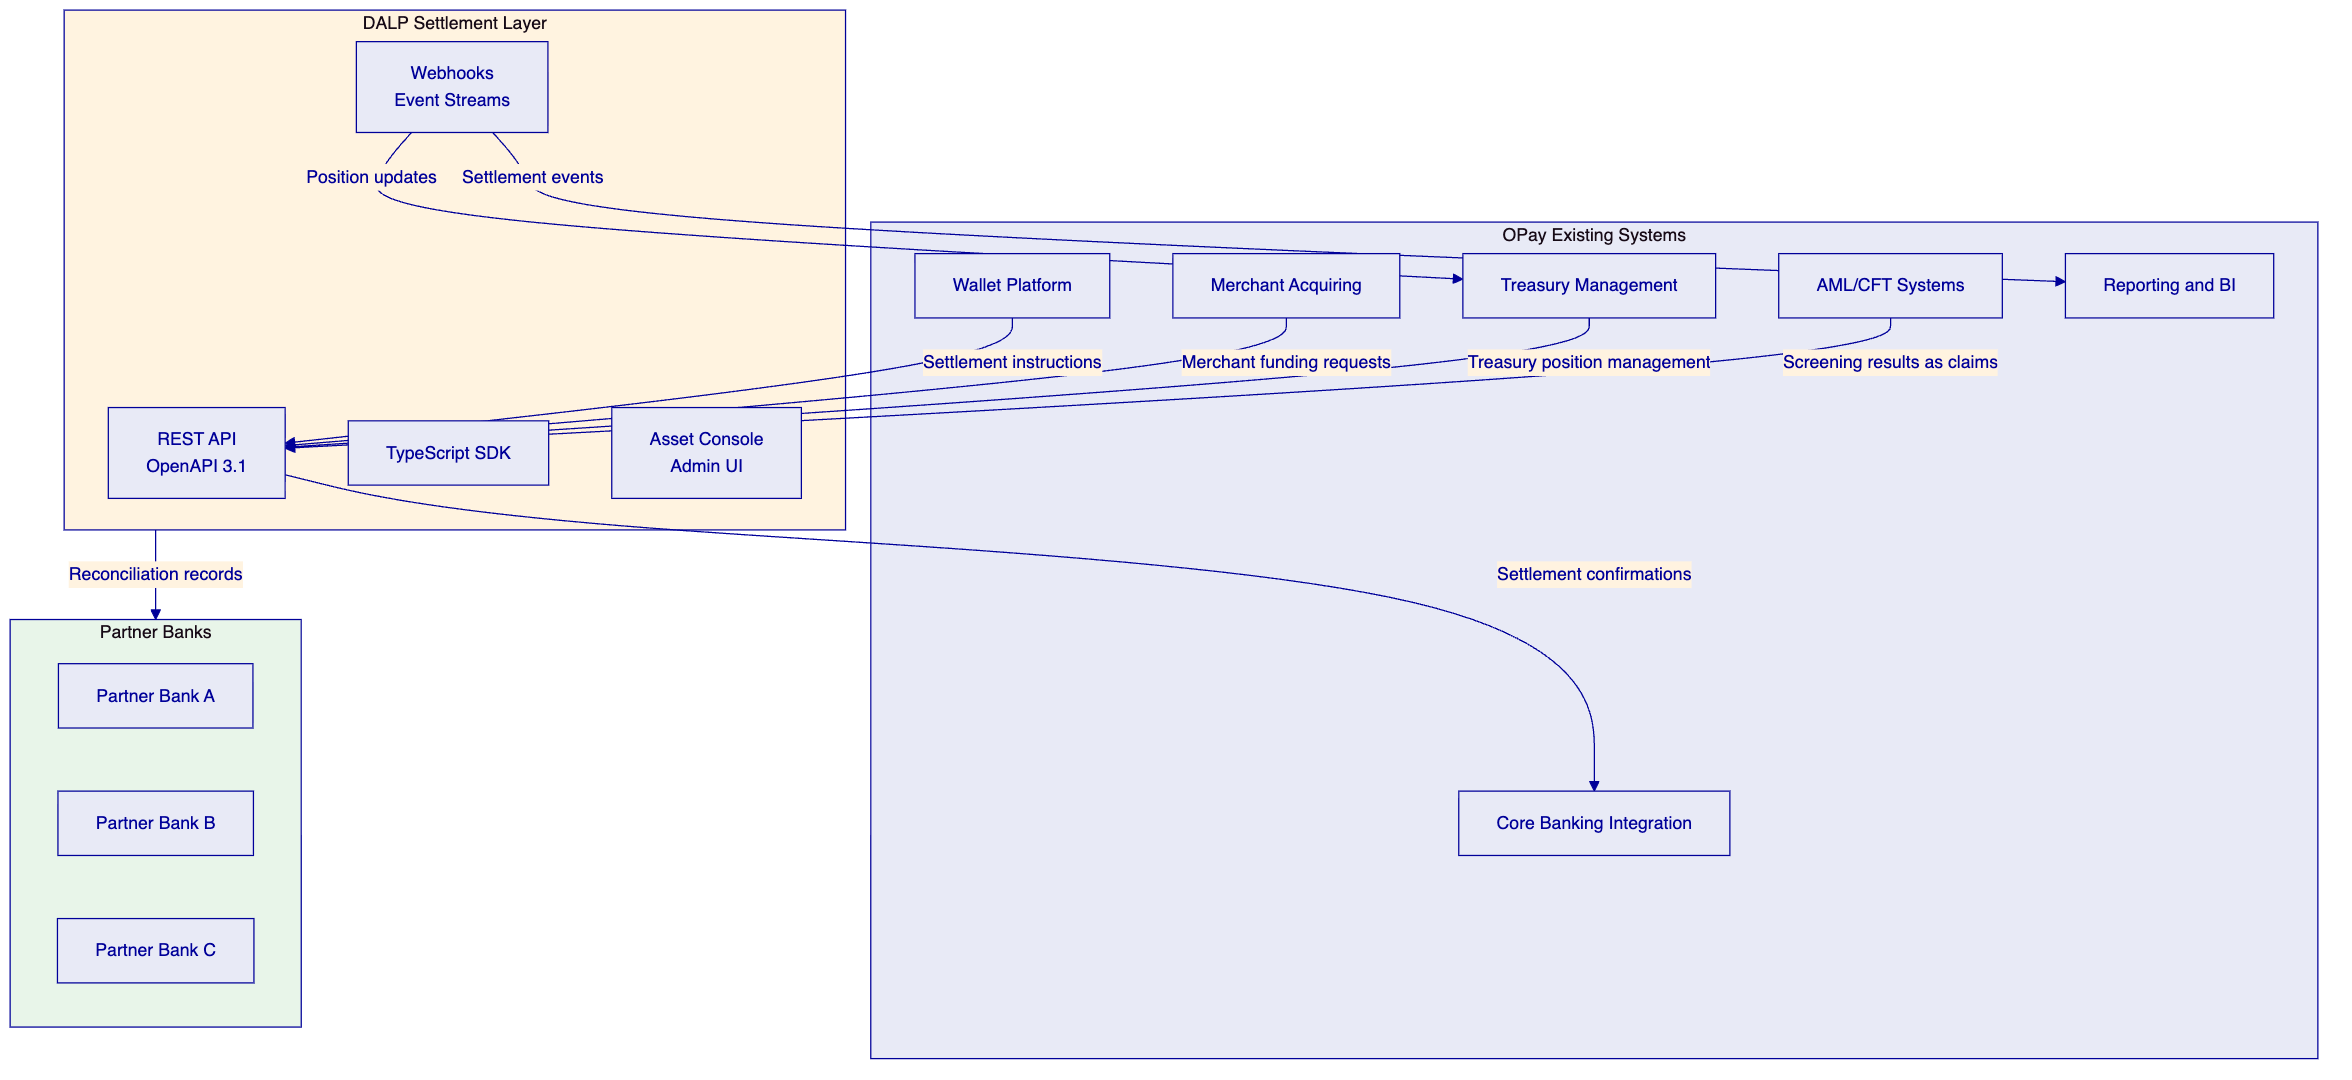 DALP Settlement Layer
Webhooks
Event Streams
Position updates
Settlement events
OPay Existing Systems
Wallet Platform
Merchant Acquiring
Treasury Management
AML/CFT Systems
Reporting and BI
Settlement instructions
Merchant funding requests
Treasury position management
Screening results as claims
REST API
OpenAPI 3.1
TypeScript SDK
Asset Console
Admin UI
Reconciliation records
Settlement confirmations
Partner Banks
Partner Bank A
Partner Bank B
Core Banking Integration
Partner Bank C